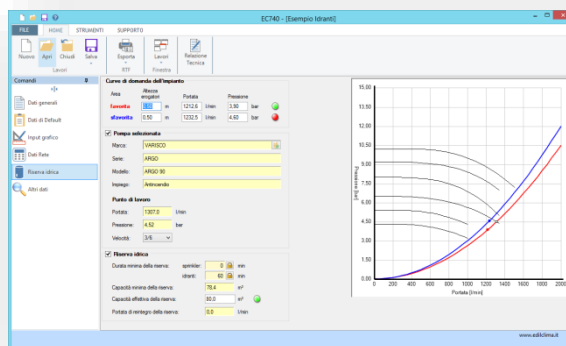 EC740 - [Esempio Idranti]
FILE HOME STRUMENTI SUPPORTO
Nuovo Apri Chiudi Salva Esporta Lavori Relazione Tecnica
Lavori RTF Finestra
Comandi
Dati generali
Dati di Default
Input grafico
Dati Rete
Riserva idrica
Altri dati
Curve di domanda dell'impianto
Area Altezza erogatori Portata Pressione
favorita m 1212,6 l/min 3,90 bar
sfavorita 0,50 m 1232,5 l/min 4,60 bar
Pompa selezionata
Marca: VARISCO
Serie: ARGO
Modello: ARGO 90
Impiego: Antincendio
Punto di lavoro
Portata: 1307,0 l/min
Pressione: 4,52 bar
Velocità: 3/6
Riserva idrica
Durata minima della riserva: sprinkler: 0 min
idranti: 60 min
Capacità minima della riserva: 78,4 m³
Capacità effettiva della riserva: 80,0 m³
Portata di reintegro della riserva: 0,0 l/min
15,00
13,50
12,00
10,50
9,00
7,50
6,00
4,50
3,00
1,50
0,00
Pressione [bar]
0 200 400 600 800 1000 1200 1400 1600 1800 2000
Portata [l/min]
www.edilclima.it